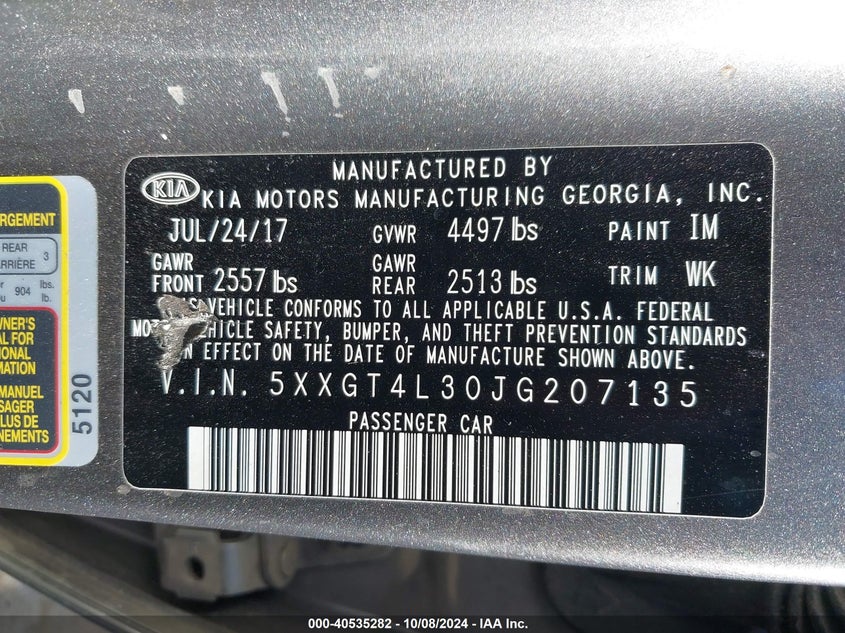 RGEMENT
REAR
3
904 lbs.
lb.
WNER'S
AL FOR
IONAL
MATION
MANUEL
SAGER
LUS DE
NEMENTS
5120
MANUFACTURED BY
KIA
KIA MOTORS MANUFACTURING GEORGIA, INC.
JUL/24/17 GVWR 4497 lbs PAINT IM
GAWR FRONT 2557 lbs GAWR REAR 2513 lbs TRIM WK
VEHICLE CONFORMS TO ALL APPLICABLE U.S.A. FEDERAL
SAFETY, BUMPER, AND THEFT PREVENTION STANDARDS
IN EFFECT ON THE DATE OF MANUFACTURE SHOWN ABOVE.
V.I.N. 5XXGT4L30JG207135
PASSENGER CAR
000-40535282 - 10/08/2024 - IAA Inc.